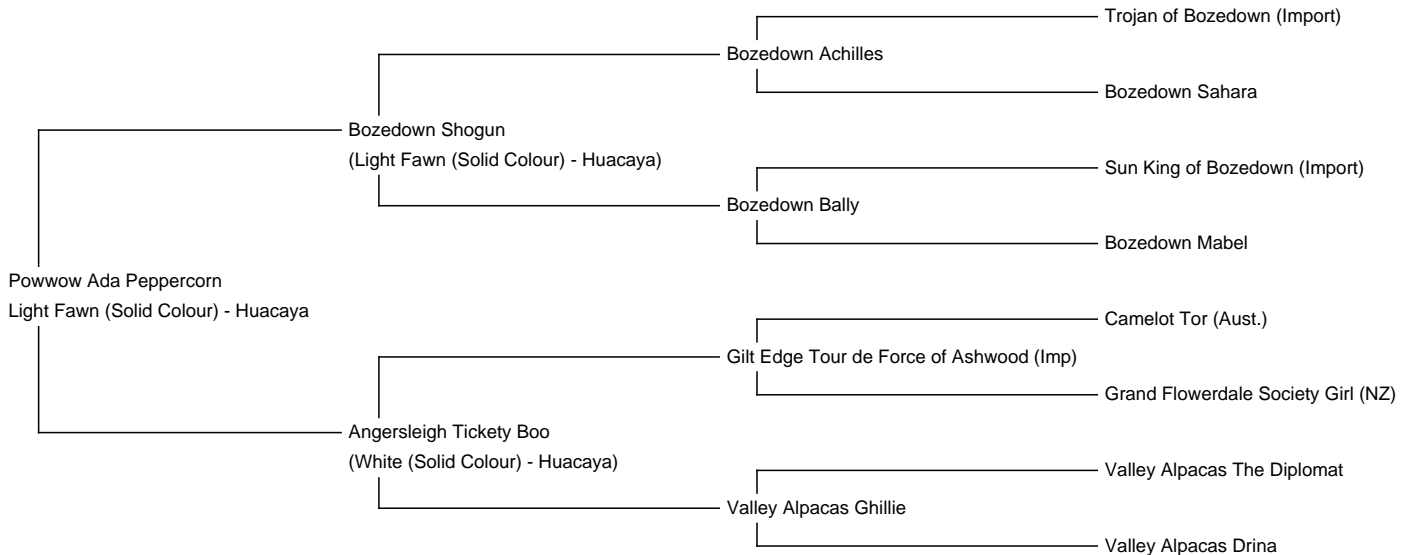 Trojan of Bozedown (Import)
Bozedown Achilles
Bozedown Sahara
Bozedown Shogun
(Light Fawn (Solid Colour) - Huacaya)
Sun King of Bozedown (Import)
Bozedown Bally
Bozedown Mabel
Powwow Ada Peppercorn
Light Fawn (Solid Colour) - Huacaya
Camelot Tor (Aust.)
Gilt Edge Tour de Force of Ashwood (Imp)
Grand Flowerdale Society Girl (NZ)
Angersleigh Tickety Boo
(White (Solid Colour) - Huacaya)
Valley Alpacas The Diplomat
Valley Alpacas Ghillie
Valley Alpacas Drina